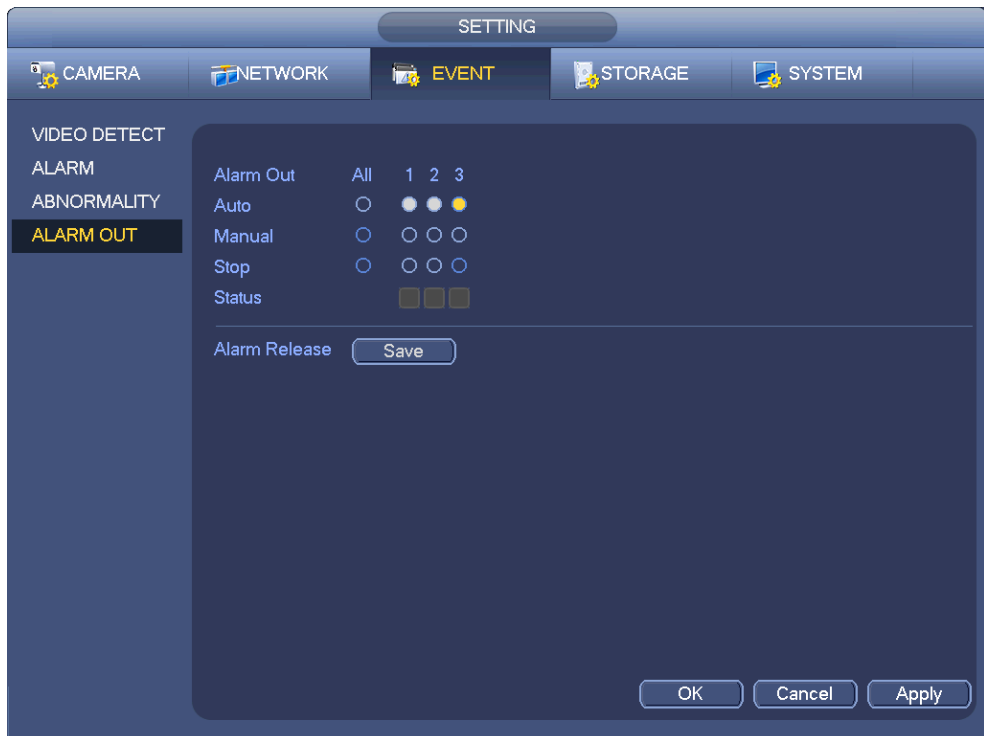 SETTING
CAMERA NETWORK EVENT STORAGE SYSTEM
VIDEO DETECT
ALARM
ABNORMALITY
ALARM OUT
Alarm Out All 1 2 3
Auto
Manual
Stop
Status
Alarm Release Save
OK Cancel Apply